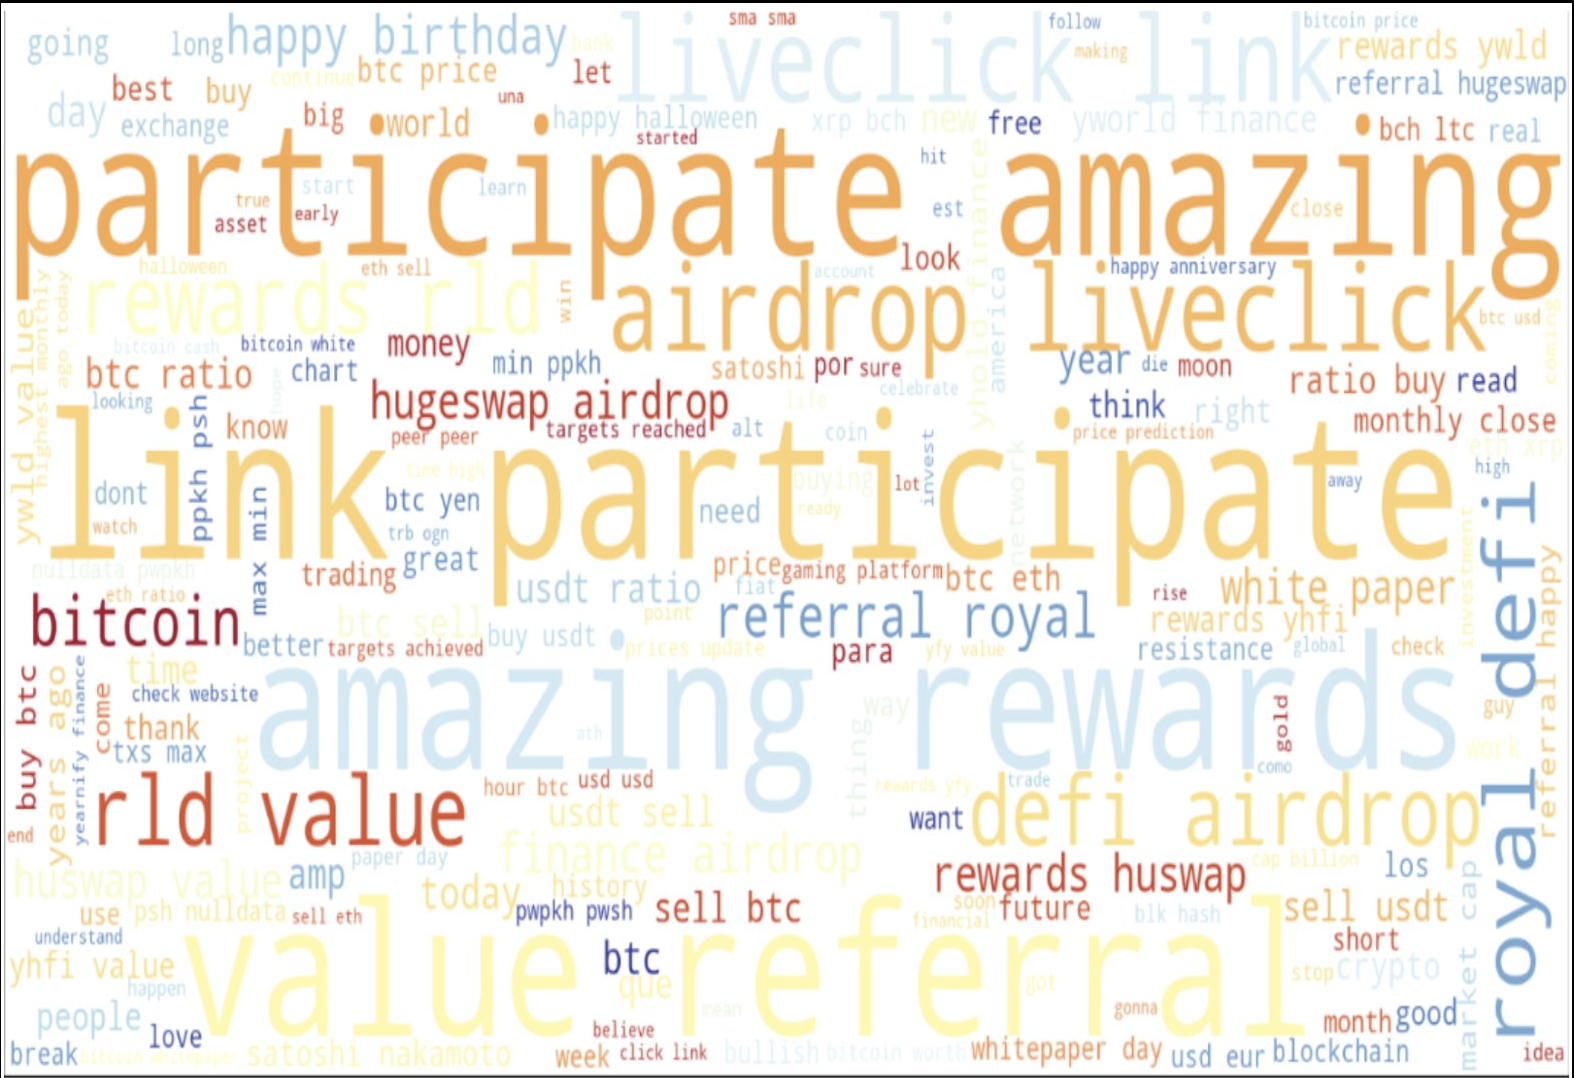 going
long
happy birthday
bank
liveclick link
sma sma
follow
making
bitcoin price
rewards ywld
referral hugeswap
best
buy
continue
btc price
let
una
day
exchange
big
world
happy halloween
started
xrp bch
new
free
yworld finance
bch ltc
real
participate amazing
hit
start
learn
true
asset
early
est
close
look
halloween
eth sell
rewards rld
win
airdrop liveclick
account
happy anniversary
america
yhold finance
btc usd
coming
highest monthly
ago today
ywld value
bitcoin cash
bitcoin white
money
min ppkh
satoshi
por
sure
year
die
moon
ratio buy
read
btc ratio
chart
hope
looking
hugeswap airdrop
celebrate
life
think
right
monthly close
ppkh psh
know
peer peer
targets reached
alt
coin
price prediction
eth xrp
link participate
time high
buying
lot
invest
network
away
high
dont
max min
btc yen
ready
watch
trb ogn
need
great
nulldata pwpkh
trading
price
gaming platform
btc eth
eth ratio
usdt ratio
fiat
rise
white paper
investment
royal defi
referral happy
bitcoin
btc sell
point
referral royal
rewards yhfi
better
targets achieved
buy usdt
prices update
para
yfy value
resistance
global
check
time
buy btc
years ago
yearnify finance
come
check website
amazing rewards
way
thing
gold
guy
thank
txs max
ath
work
project
como
rld value
hour btc
usd usd
rewards yfy
trade
end
usdt sell
want
defi airdrop
finance airdrop
paper day
huswap value
amp
rewards huswap
cap billion
los
market cap
today
history
use
psh nulldata
sell eth
pwpkh pwsh
sell btc
soon
future
financial
blk hash
sell usdt
understand
value referral
short
yhfi value
btc
que
got
stop
crypto
happen
people
mean
gonna
love
believe
month
good
break
bitcoin whitepaper
satoshi nakamoto
week
click link
bullish
bitcoin worth
whitepaper day
usd eur
blockchain
idea